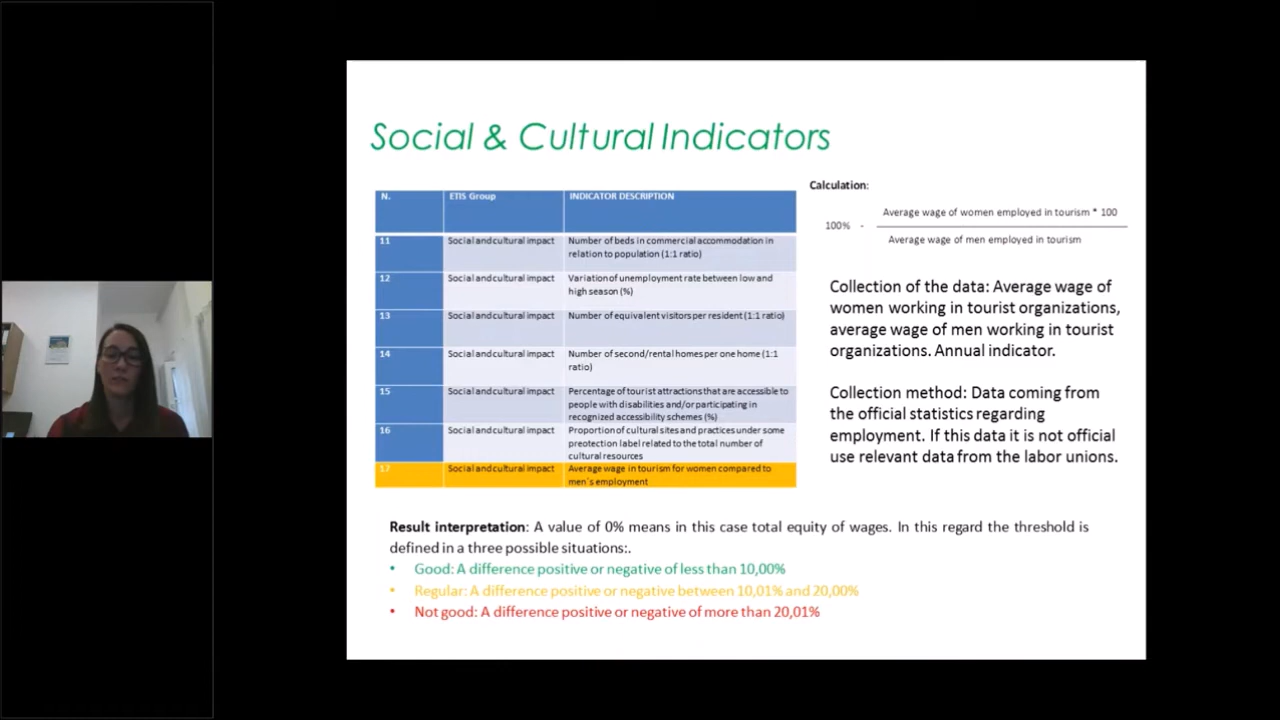 Social & Cultural Indicators
N.
ETIS Group
INDICATOR DESCRIPTION
11
Social and cultural impact
Number of beds in commercial accommodation in
relation to population (1:1 ratio)
12
Social and cultural impact
Variation of unemployment rate between low and
high season (%)
13
Social and cultural impact
Number of equivalent visitors per resident (1:1 ratio)
14
Social and cultural impact
Number of second/rental homes per one home (1:1
ratio)
15
Social and cultural impact
Percentage of tourist attractions that are accessible to
people with disabilities and/or participating in
recognized accessibility schemes (%)
16
Social and cultural impact
Proportion of cultural sites and practices under some
preotection label related to the total number of
cultural resources
17
Social and cultural impact
Average wage in tourism for women compared to
men´s employment
Calculation:
100% -
Average wage of women employed in tourism * 100
Average wage of men employed in tourism
Collection of the data: Average wage of
women working in tourist organizations,
average wage of men working in tourist
organizations. Annual indicator.
Collection method: Data coming from
the official statistics regarding
employment. If this data it is not official
use relevant data from the labor unions.
Result interpretation: A value of 0% means in this case total equity of wages. In this regard the threshold is
defined in a three possible situations:.
• Good: A difference positive or negative of less than 10,00%
• Regular: A difference positive or negative between 10,01% and 20,00%
• Not good: A difference positive or negative of more than 20,01%